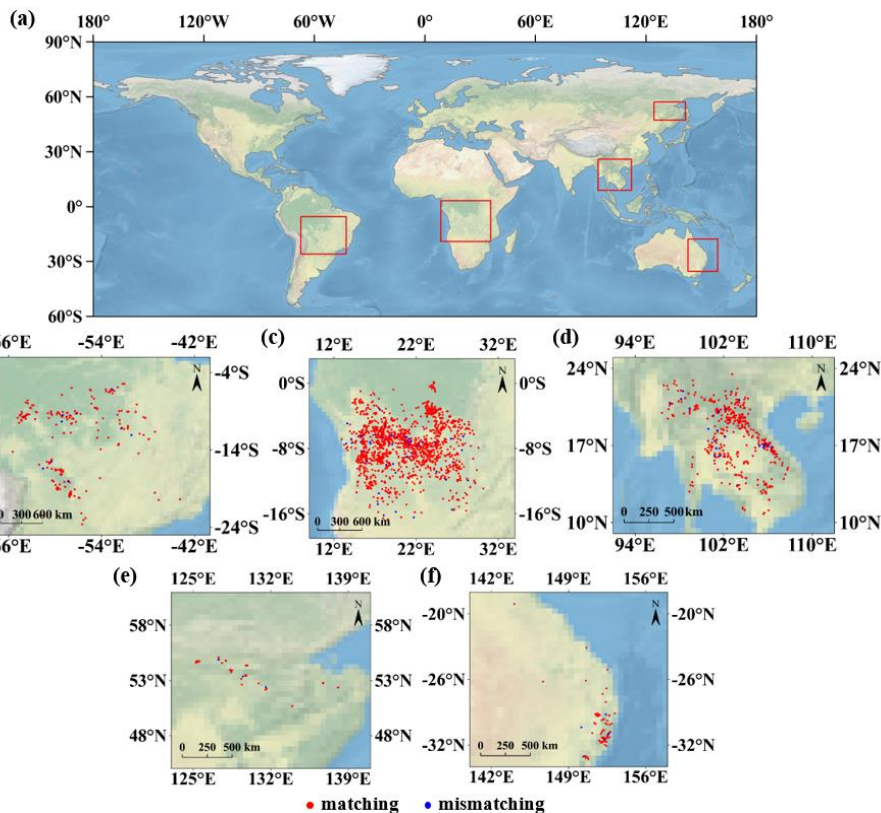 (a)
180° 120°W 60°W 0° 60°E 120°E 180°
90°N
60°N
30°N
0°
30°S
60°S
56°W -54°W -42°W
(c)
12°E 22°E 32°E
(d)
94°E 102°E 110°E
N
-4°S
-14°S
-24°S
0 300 600 km
56°W -54°W -42°W
N
0°S -0°S
-8°S -8°S
-16°S -16°S
0 300 600 km
12°E 22°E 32°E
N
24°N 24°N
17°N 17°N
10°N 10°N
0 250 500 km
94°E 102°E 110°E
(e)
125°E 132°E 139°E
(f)
142°E 149°E 156°E
N
58°N 58°N
53°N 53°N
48°N 48°N
0 250 500 km
125°E 132°E 139°E
N
-20°N -20°N
-26°N -26°N
-32°N -32°N
0 250 500 km
142°E 149°E 156°E
matching mismatching